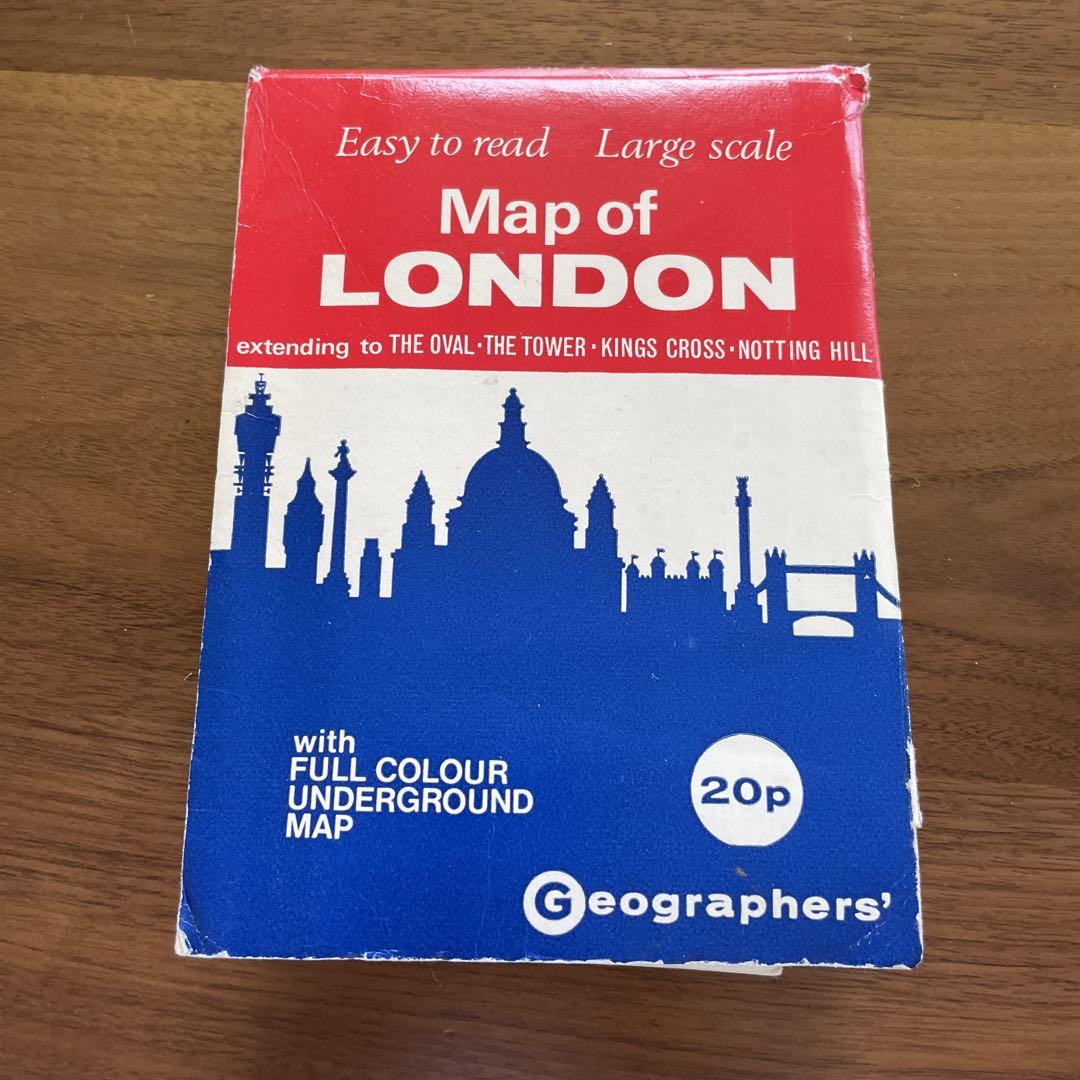 Easy to read Large scale
Map of
LONDON
extending to THE OVAL · THE TOWER · KINGS CROSS · NOTTING HILL
with
FULL COLOUR
UNDERGROUND
MAP
20p
Geographers'